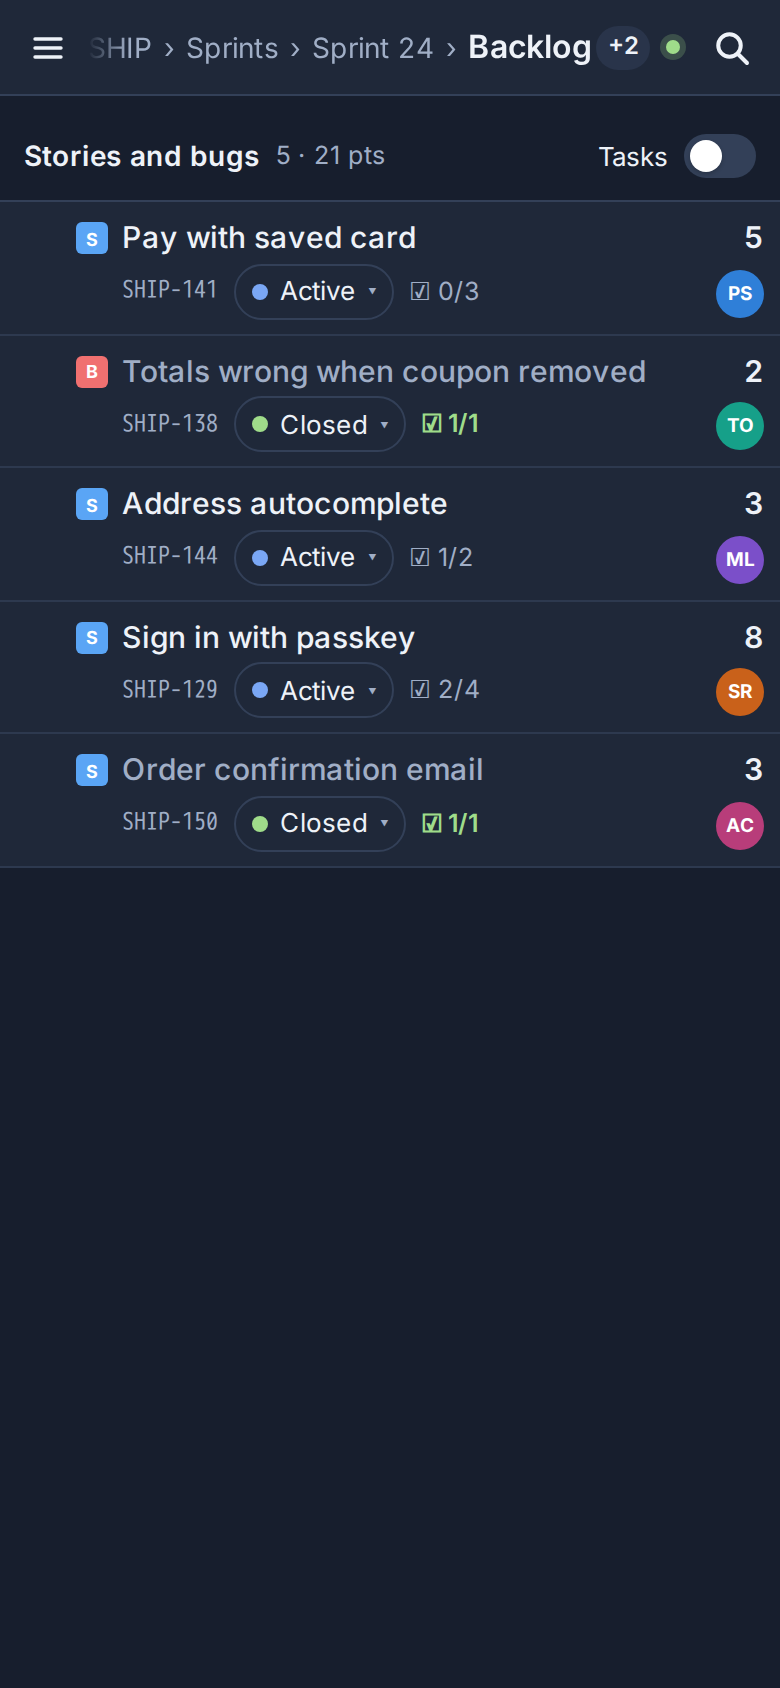 SHIP › Sprints › Sprint 24 › Backlog +2
Stories and bugs 5 · 21 pts Tasks
S Pay with saved card 5
SHIP-141 Active ▾ ☑ 0/3 PS
B Totals wrong when coupon removed 2
SHIP-138 Closed ▾ ☑ 1/1 TO
S Address autocomplete 3
SHIP-144 Active ▾ ☑ 1/2 ML
S Sign in with passkey 8
SHIP-129 Active ▾ ☑ 2/4 SR
S Order confirmation email 3
SHIP-150 Closed ▾ ☑ 1/1 AC